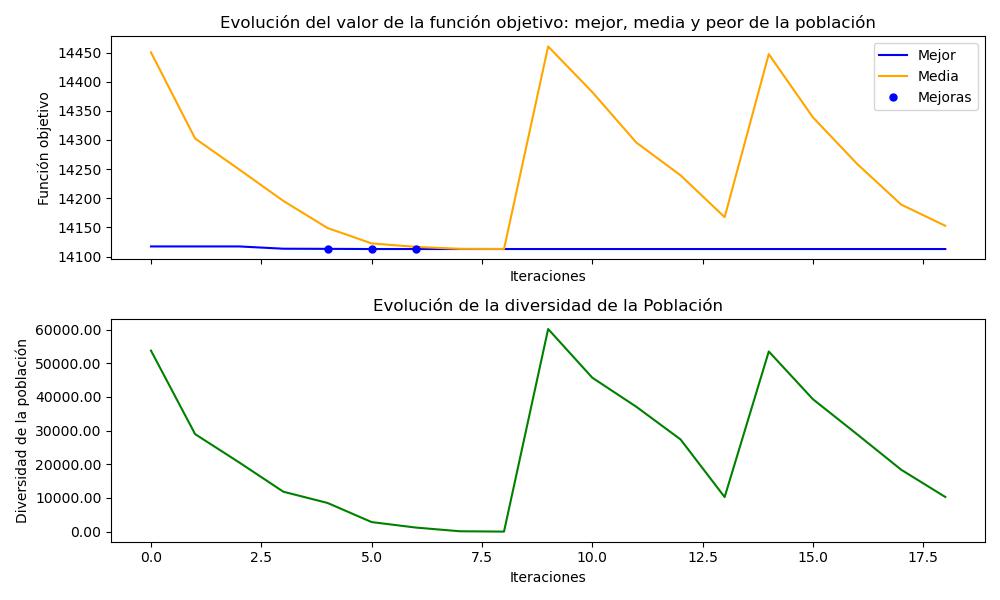 Evolución del valor de la función objetivo: mejor, media y peor de la población
Función objetivo
14450
14400
14350
14300
14250
14200
14150
14100
Mejor
Media
Mejoras
Iteraciones
Evolución de la diversidad de la Población
Diversidad de la población
60000.00
50000.00
40000.00
30000.00
20000.00
10000.00
0.00
0.0 2.5 5.0 7.5 10.0 12.5 15.0 17.5
Iteraciones